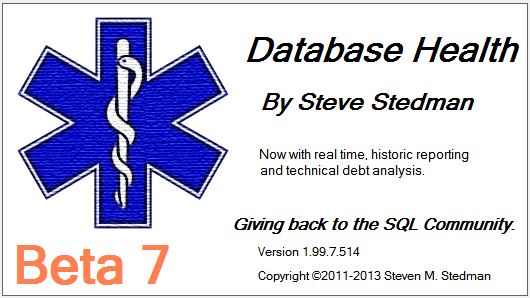 Database Health
By Steve Stedman
Now with real time, historic reporting
and technical debt analysis.
Giving back to the SQL Community.
Beta 7
Version 1.99.7.514
Copyright ©2011-2013 Steven M. Stedman